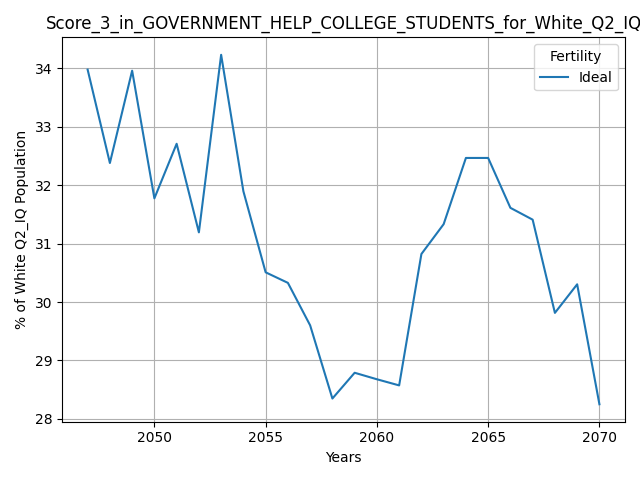 Score_3_in_GOVERNMENT_HELP_COLLEGE_STUDENTS_for_White_Q2_IQ
Fertility
Ideal
% of White Q2_IQ Population
34
33
32
31
30
29
28
2050
2055
2060
2065
2070
Years